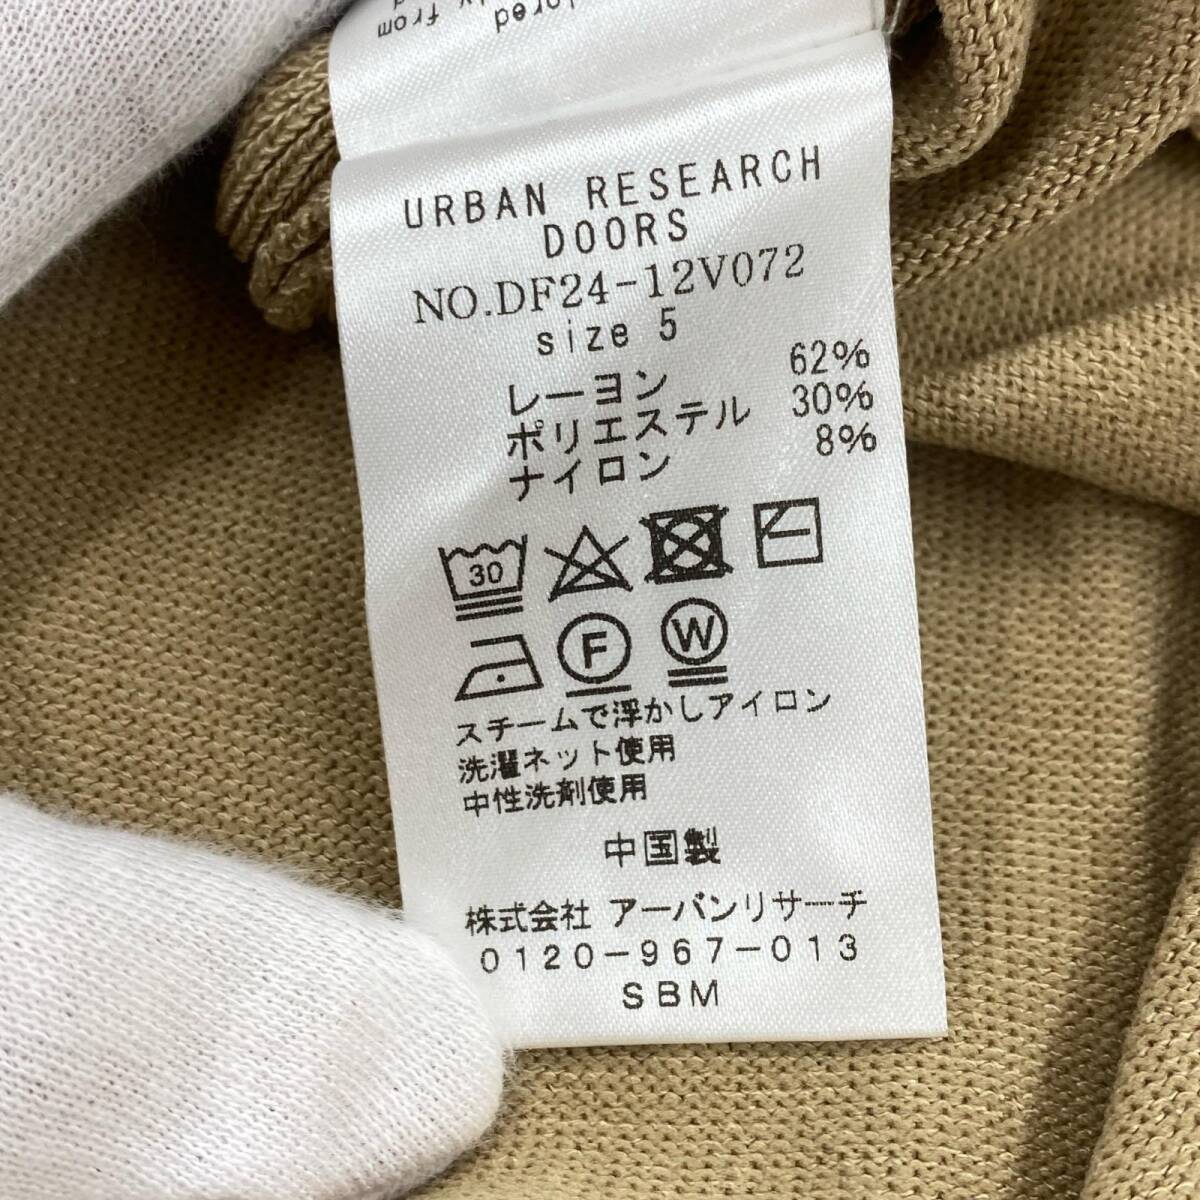 from
URBAN RESEARCH
DOORS
NO.DF24-12V072
size 5
レーヨン 62%
ポリエステル 30%
ナイロン 8%
30
F W
スチームで浮かしアイロン
洗濯ネット使用
中性洗剤使用
中国製
株式会社 アーバンリサーチ
0120-967-013
SBM